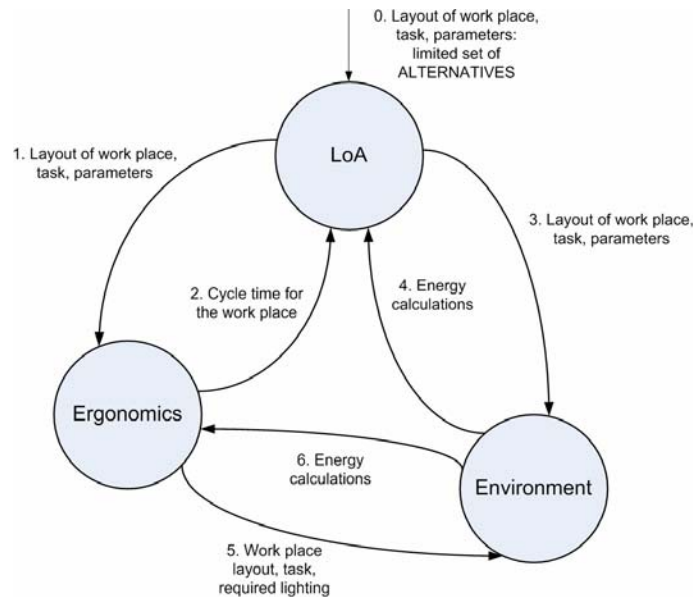 0. Layout of work place,
task, parameters:
limited set of
ALTERNATIVES
LoA
1. Layout of work place,
task, parameters
3. Layout of work place,
task, parameters
2. Cycle time for
the work place
4. Energy
calculations
Ergonomics
6. Energy
calculations
Environment
5. Work place
layout, task,
required lighting